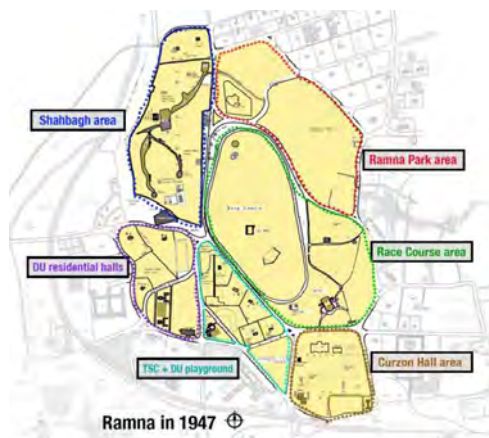 Shahbagh area
Ramna Park area
Race Course area
DU residential halls
TSC + DU playground
Curzon Hall area
Ramna in 1947